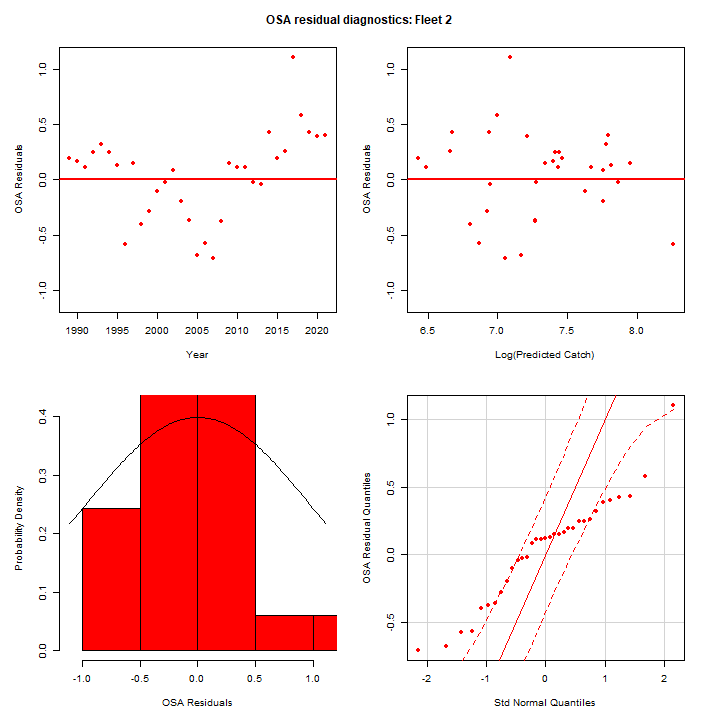 OSA residual diagnostics: Fleet 2
OSA Residuals
1.0
0.5
0.0
-0.5
-1.0
1990 1995 2000 2005 2010 2015 2020
Year
OSA Residuals
1.0
0.5
0.0
-0.5
-1.0
6.5 7.0 7.5 8.0
Log(Predicted Catch)
Probability Density
0.4
0.3
0.2
0.1
0.0
-1.0 -0.5 0.0 0.5 1.0
OSA Residuals
OSA Residual Quantiles
1.0
0.5
0.0
-0.5
-2 -1 0 1 2
Std Normal Quantiles